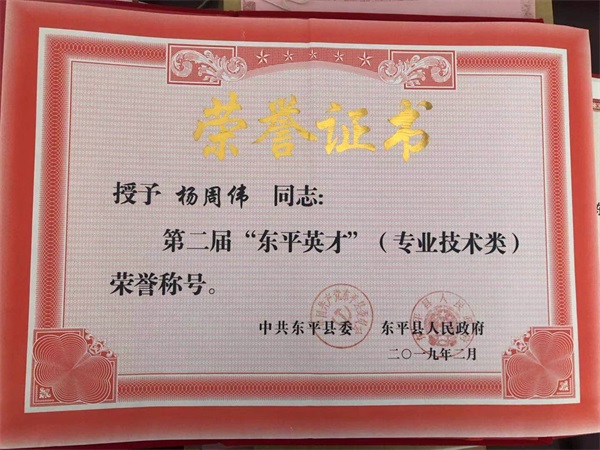 荣誉证书
授予 杨周伟 同志:
第二届“东平英才”(专业技术类)
荣誉称号。
中共东平县委 东平县人民政府
二〇一九年二月